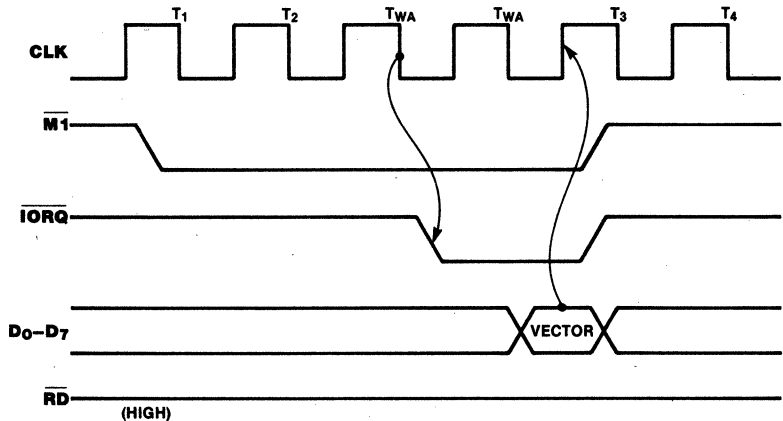 T1 T2 TWA TWA T3 T4
CLK
M1
IORQ
D0–D7
VECTOR
RD
(HIGH)